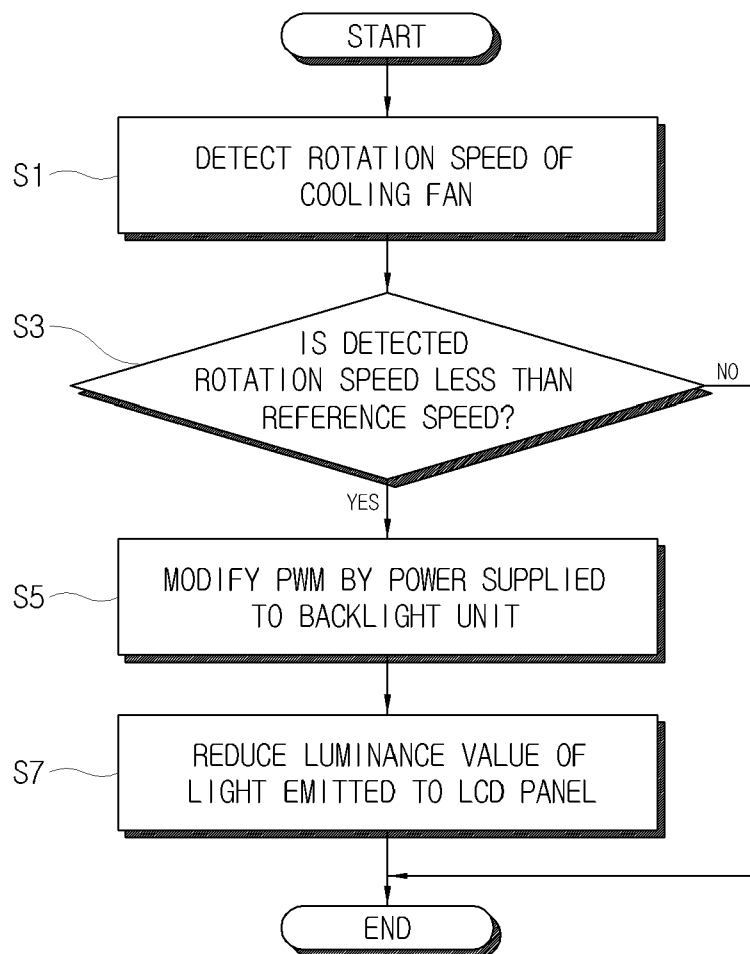 START
S1
DETECT ROTATION SPEED OF
COOLING FAN
S3
IS DETECTED
ROTATION SPEED LESS THAN
REFERENCE SPEED?
NO
YES
S5
MODIFY PWM BY POWER SUPPLIED
TO BACKLIGHT UNIT
S7
REDUCE LUMINANCE VALUE OF
LIGHT EMITTED TO LCD PANEL
END